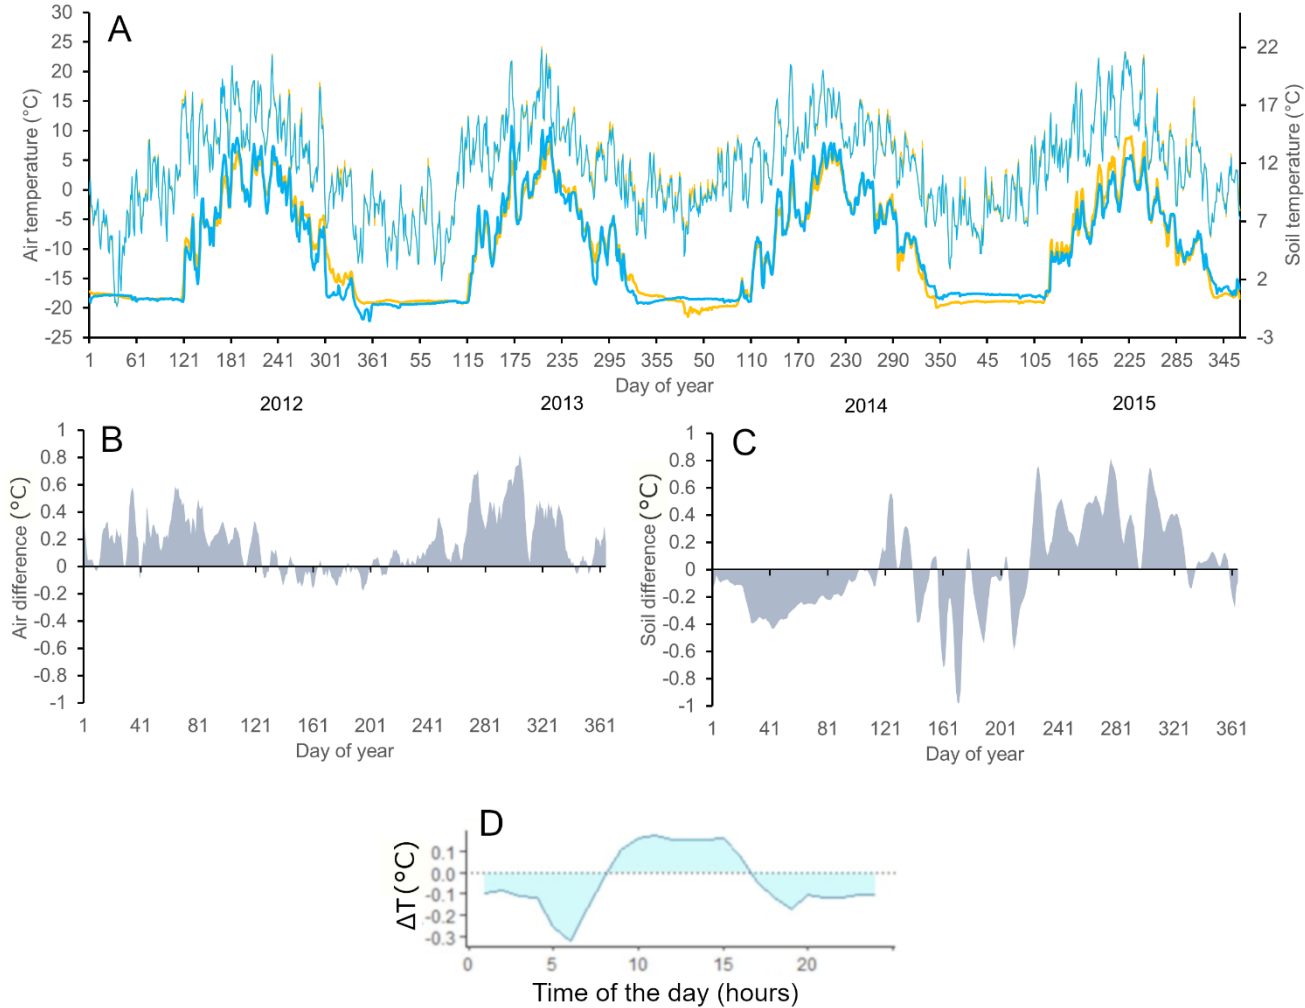 A
30
25
20
15
10
5
0
-5
-10
-15
-20
-25
Air temperature (°C)
22
17
12
7
2
-3
Soil temperature (°C)
1 61 121 181 241 301 361 55 115 175 235 295 355 50 110 170 230 290 350 45 105 165 225 285 345
Day of year
2012 2013 2014 2015
B
1
0.8
0.6
0.4
0.2
0
-0.2
-0.4
-0.6
-0.8
-1
Air difference (°C)
1 41 81 121 161 201 241 281 321 361
Day of year
C
1
0.8
0.6
0.4
0.2
0
-0.2
-0.4
-0.6
-0.8
-1
Soil difference (°C)
1 41 81 121 161 201 241 281 321 361
Day of year
D
0.1
0.0
-0.1
-0.2
-0.3
ΔT (°C)
0 5 10 15 20
Time of the day (hours)